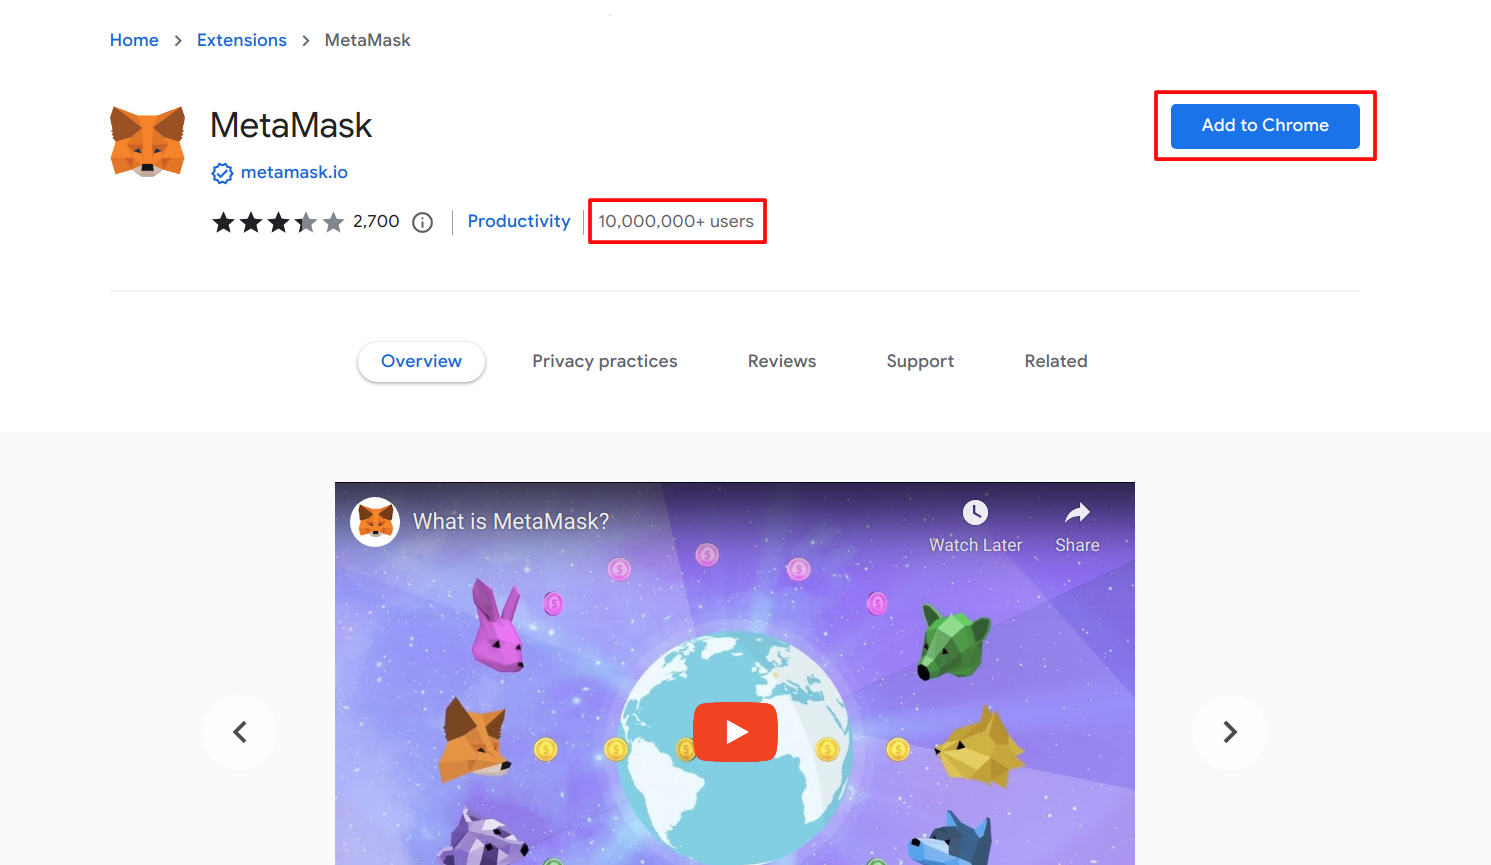 Home > Extensions > MetaMask
MetaMask
Add to Chrome
metamask.io
2,700
Productivity
10,000,000+ users
Overview
Privacy practices
Reviews
Support
Related
What is MetaMask?
Watch Later
Share